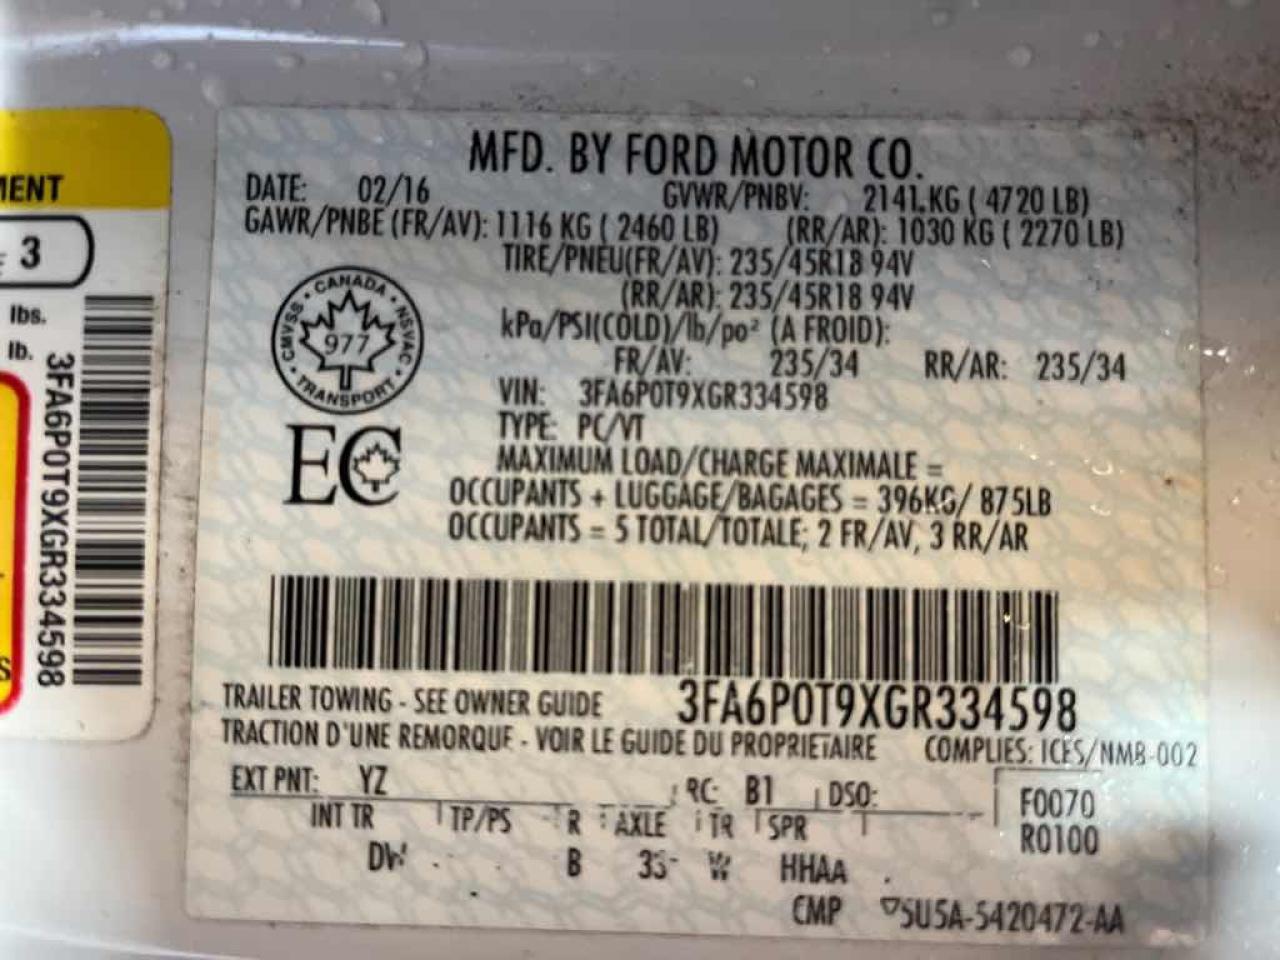 MENT
3
lbs.
lb.
3FA6P0T9XGR334598
S
MFD. BY FORD MOTOR CO.
DATE: 02/16 GVWR/PNBV: 2141.KG ( 4720 LB)
GAWR/PNBE (FR/AV): 1116 KG ( 2460 LB) (RR/AR): 1030 KG ( 2270 LB)
TIRE/PNEU(FR/AV): 235/45R18 94V
(RR/AR): 235/45R18 94V
kPa/PSI(COLD)/lb/po² (A FROID):
FR/AV: 235/34 RR/AR: 235/34
CANADA
CMVSS • NSVAC
977
TRANSPORT
VIN: 3FA6P0T9XGR334598
TYPE: PC/VT
EC
MAXIMUM LOAD/CHARGE MAXIMALE =
OCCUPANTS + LUGGAGE/BAGAGES = 396KG/ 875LB
OCCUPANTS = 5 TOTAL/TOTALE; 2 FR/AV, 3 RR/AR
TRAILER TOWING - SEE OWNER GUIDE 3FA6P0T9XGR334598
TRACTION D'UNE REMORQUE - VOIR LE GUIDE DU PROPRIETAIRE COMPLIES: ICES/NMB-002
EXT PNT: YZ RC: B1 DSO: F0070
INT TR TP/PS R AXLE TR SPR R0100
DW B W HHAA
CMP ▽5U5A-5420472-AA